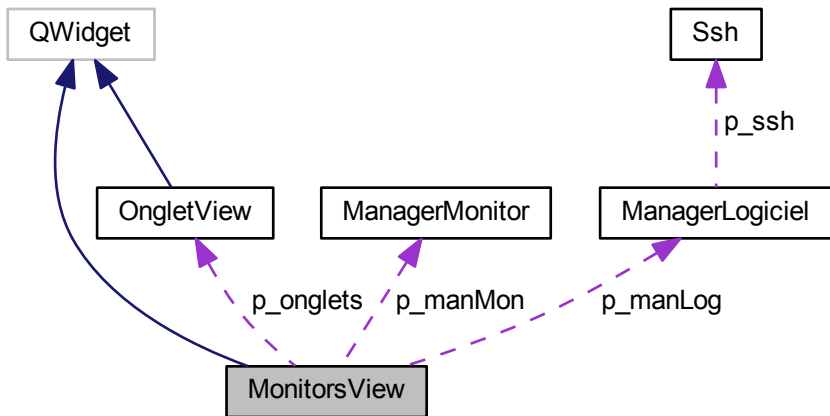 QWidget
Ssh
p_ssh
OngletView
ManagerMonitor
ManagerLogiciel
p_onglets
p_manMon
p_manLog
MonitorsView